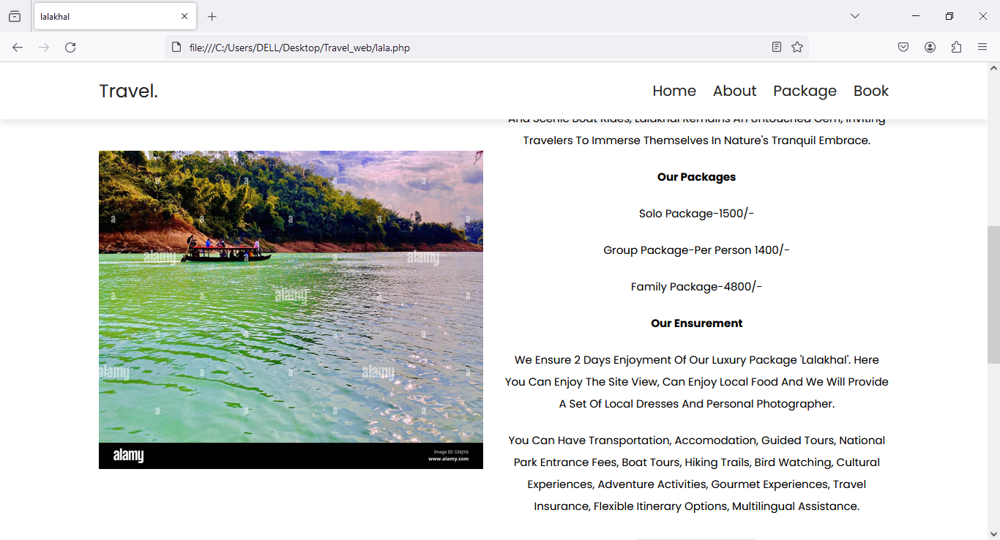 lalakhal
file:///C:/Users/DELL/Desktop/Travel_web/lala.php
Travel.
Home About Package Book
And Scenic Boat Rides, Lalakhal Remains An Untouched Gem, Inviting
Travelers To Immerse Themselves In Nature's Tranquil Embrace.
Our Packages
Solo Package-1500/-
Group Package-Per Person 1400/-
Family Package-4800/-
Our Ensurement
We Ensure 2 Days Enjoyment Of Our Luxury Package 'Lalakhal'. Here
You Can Enjoy The Site View, Can Enjoy Local Food And We Will Provide
A Set Of Local Dresses And Personal Photographer.
You Can Have Transportation, Accomodation, Guided Tours, National
Park Entrance Fees, Boat Tours, Hiking Trails, Bird Watching, Cultural
Experiences, Adventure Activities, Gourmet Experiences, Travel
Insurance, Flexible Itinerary Options, Multilingual Assistance.
a a a a
a a a a a
alamy a alamy
a a alamy a a
a a a a
alamy a a alamy a
a a a a
alamy
Image ID: S36JYG
www.alamy.com